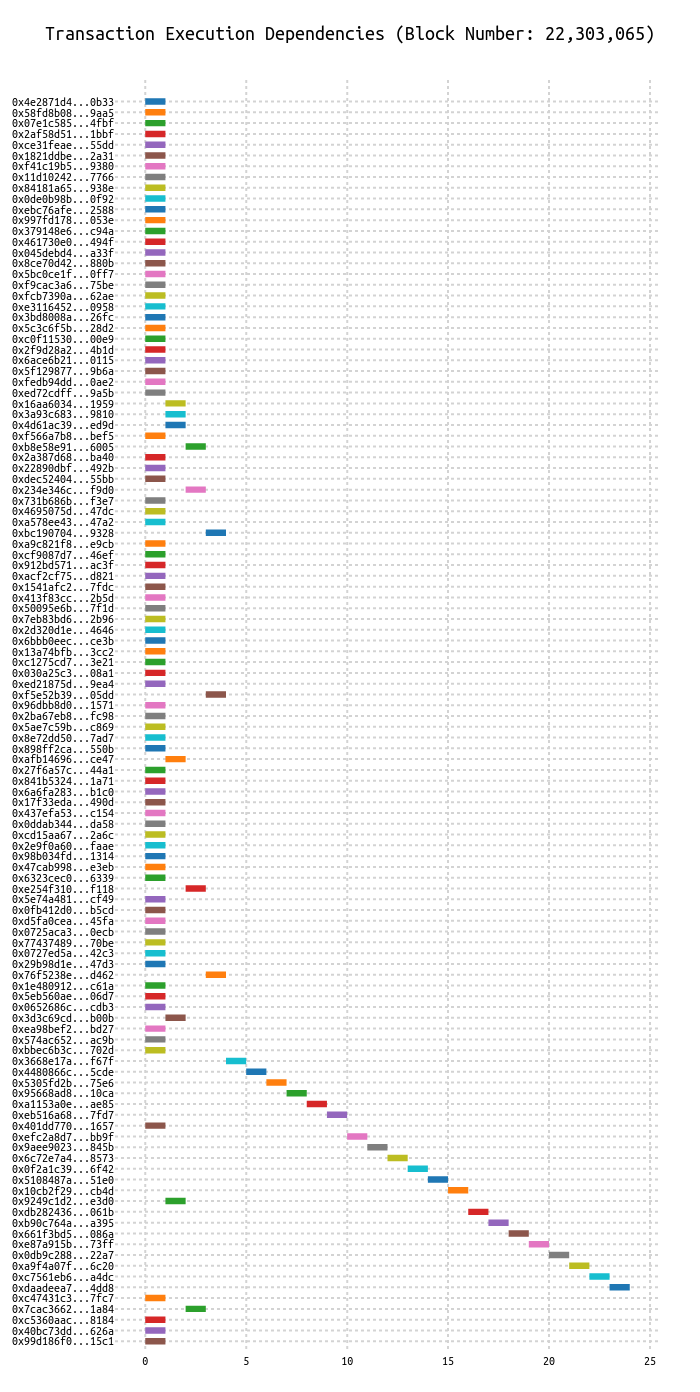 Transaction Execution Dependencies (Block Number: 22,303,065)
0x4e2871d4...0b33
0x58fd8b08...9aa5
0x07e1c585...4fbf
0x2af58d51...1bbf
0xce31feae...55dd
0x1821ddbe...2a31
0xf41c19b5...9380
0x11d10242...7766
0x84181a65...938e
0x0de0b98b...0f92
0xebc76afe...2588
0x997fd178...053e
0x379148e6...c94a
0x461730e0...494f
0x045debd4...a33f
0x8ce70d42...880b
0x5bc0ce1f...0ff7
0xf9cac3a6...75be
0xfcb7390a...62ae
0xe3116452...0958
0x3bd8008a...26fc
0x5c3c6f5b...28d2
0xc0f11530...00e9
0x2f9d28a2...4b1d
0x6ace6b21...0115
0x5f129877...9b6a
0xfedb94dd...0ae2
0xed72cdff...9a5b
0x16aa6034...1959
0x3a93c683...9810
0x4d61ac39...ed9d
0xf566a7b8...bef5
0xb8e58e91...6005
0x2a387d68...ba40
0x22890dbf...492b
0xdec52404...55bb
0x234e346c...f9d0
0x731b686b...f3e7
0x4695075d...47dc
0xa578ee43...47a2
0xbc190704...9328
0xa9c821f8...e9cb
0xcf9087d7...46ef
0x912bd571...ac3f
0xacf2cf75...d821
0x1541afc2...7fdc
0x413f83cc...2b5d
0x50095e6b...7f1d
0x7eb83bd6...2b96
0x2d320d1e...4646
0x6bbb0eec...ce3b
0x13a74bfb...3cc2
0xc1275cd7...3e21
0x030a25c3...08a1
0xed21875d...9ea4
0xf5e52b39...05dd
0x96dbb8d0...1571
0x2ba67eb8...fc98
0x5ae7c59b...c869
0x8e72dd50...7ad7
0x898ff2ca...550b
0xafb14696...ce47
0x27f6a57c...44a1
0x841b5324...1a71
0x6a6fa283...b1c0
0x17f33eda...490d
0x437efa53...c154
0x0ddab344...da58
0xcd15aa67...2a6c
0x2e9f0a60...faae
0x98b034fd...1314
0x47cab998...e3eb
0x6323cec0...6339
0xe254f310...f118
0x5e74a481...cf49
0x0fb412d0...b5cd
0xd5fa0cea...45fa
0x0725aca3...0ecb
0x77437489...70be
0x0727ed5a...42c3
0x29b98d1e...47d3
0x76f5238e...d462
0x1e480912...c61a
0x5eb560ae...06d7
0x0652686c...cdb3
0x3d3c69cd...b00b
0xea98bef2...bd27
0x574ac652...ac9b
0xbbec6b3c...702d
0x3668e17a...f67f
0x4480866c...5cde
0x5305fd2b...75e6
0x95668ad8...10ca
0xa1153a0e...ae85
0xeb516a68...7fd7
0x401dd770...1657
0xefc2a8d7...bb9f
0x9aee9023...845b
0x6c72e7a4...8573
0x0f2a1c39...6f42
0x5108487a...51e0
0x10cb2f29...cb4d
0x9249c1d2...e3d0
0xdb282436...061b
0xb90c764a...a395
0x661f3bd5...086a
0xe87a915b...73ff
0x0db9c288...22a7
0xa9f4a07f...6c20
0xc7561eb6...a4dc
0xdaadeea7...4dd8
0xc47431c3...7fc7
0x7cac3662...1a84
0xc5360aac...8184
0x40bc73dd...626a
0x99d186f0...15c1
0 5 10 15 20 25